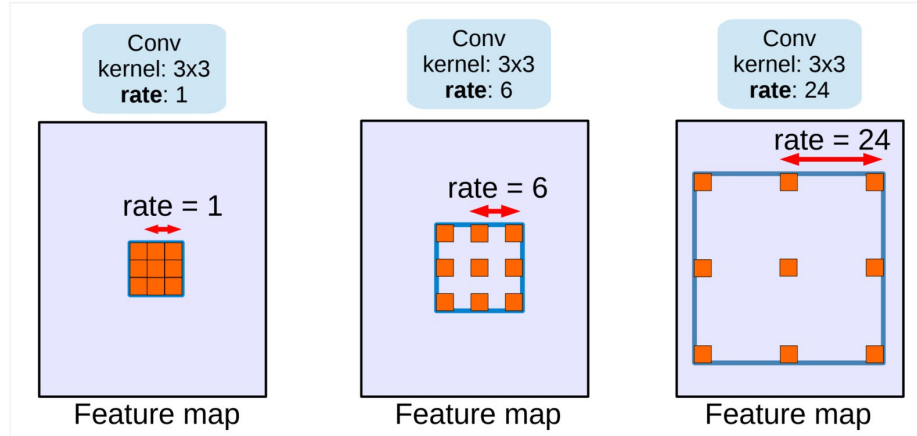 Conv
kernel: 3x3
rate: 1
Conv
kernel: 3x3
rate: 6
Conv
kernel: 3x3
rate: 24
rate = 1
rate = 6
rate = 24
Feature map
Feature map
Feature map